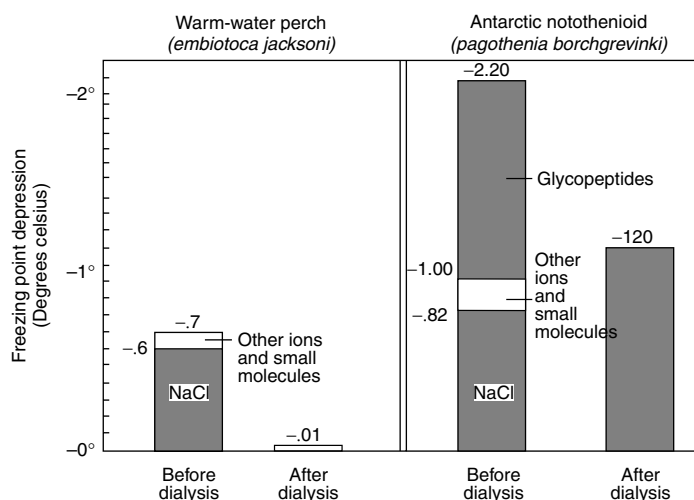 Warm-water perch
(embiotoca jacksoni)
Antarctic notothenioid
(pagothenia borchgrevinki)
Freezing point depression
(Degrees celsius)
–2°
–1°
–0°
–.7
–.6
Other ions
and small
molecules
NaCl
–.01
–2.20
Glycopeptides
–1.00
–.82
Other
ions
and
small
molecules
NaCl
–120
Before
dialysis
After
dialysis
Before
dialysis
After
dialysis